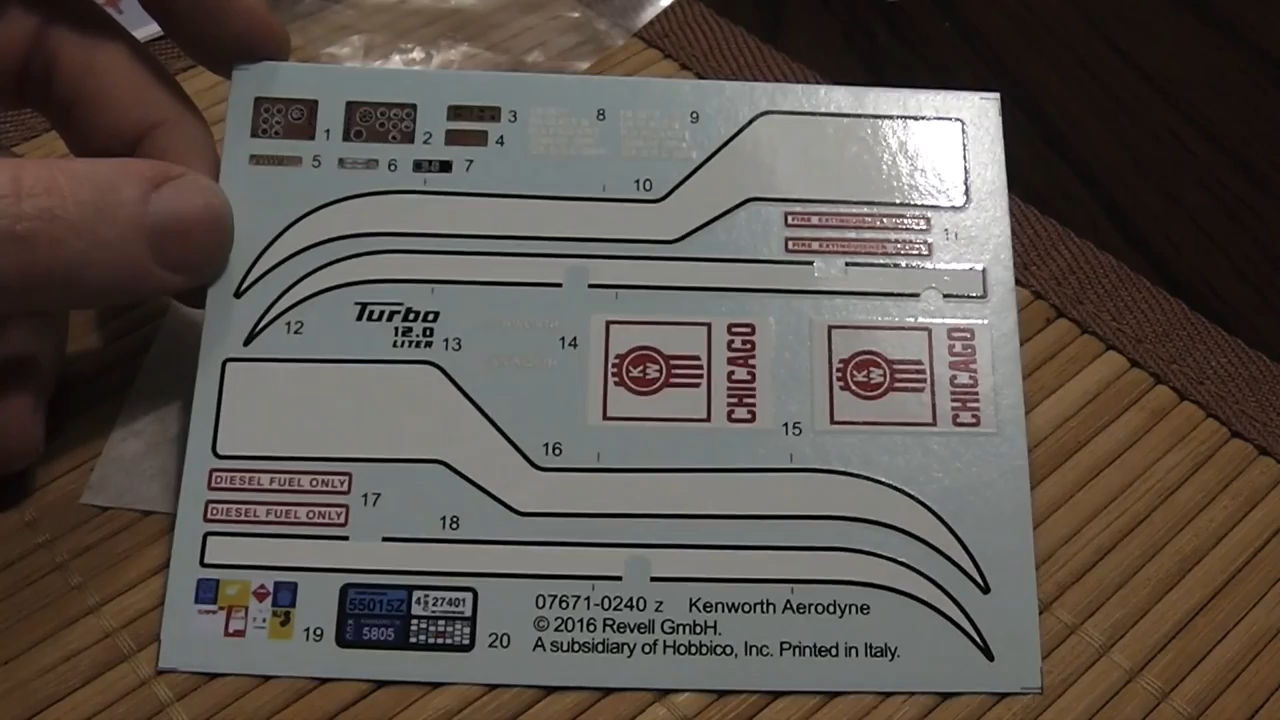 1
2
3
4
5
6
7
8
9
10
FIRE EXTINGUISHER
FIRE EXTINGUISHER
11
12
Turbo
12.0
LITER
13
14
KW
CHICAGO
KW
CHICAGO
15
16
DIESEL FUEL ONLY
DIESEL FUEL ONLY
17
18
19
55015Z
27401
5805
20
07671-0240 z Kenworth Aerodyne
© 2016 Revell GmbH.
A subsidiary of Hobbico, Inc. Printed in Italy.